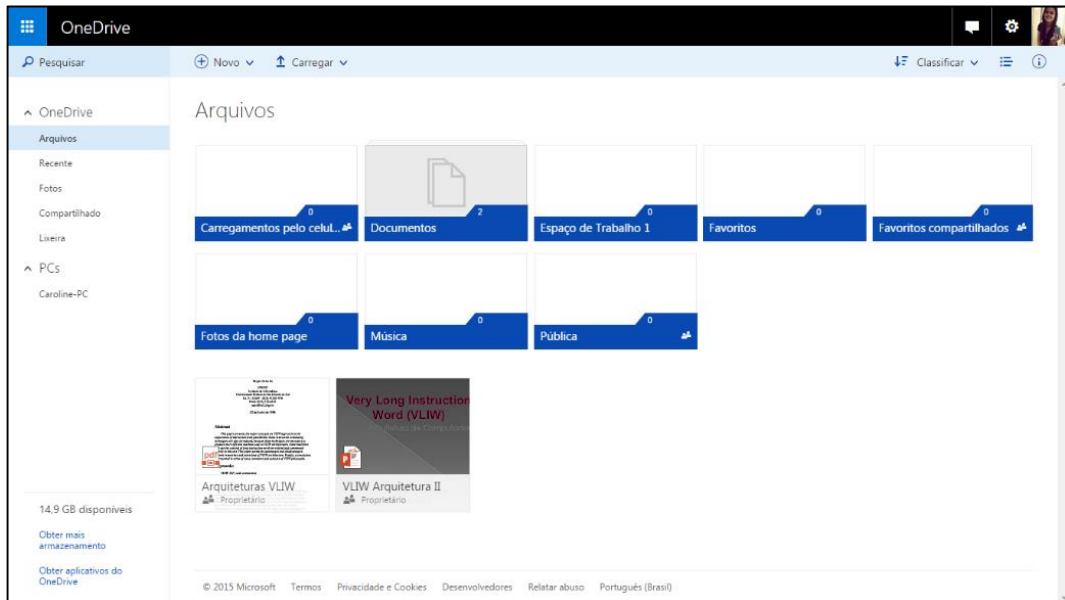 OneDrive
Pesquisar
Novo
Carregar
Classificar
OneDrive
Arquivos
Recente
Fotos
Compartilhado
Lixeira
PCs
Caroline-PC
14,9 GB disponíveis
Obter mais
armazenamento
Obter aplicativos do
OneDrive
Arquivos
0
Carregamentos pelo celul...
2
Documentos
0
Espaço de Trabalho 1
0
Favoritos
0
Favoritos compartilhados
0
Fotos da home page
0
Música
0
Pública
Abstract
pdf
Arquiteturas VLIW
Proprietário
Very Long Instruction
Word (VLIW)
VLIW Arquitetura II
Proprietário
© 2015 Microsoft Termos Privacidade e Cookies Desenvolvedores Relatar abuso Português (Brasil)